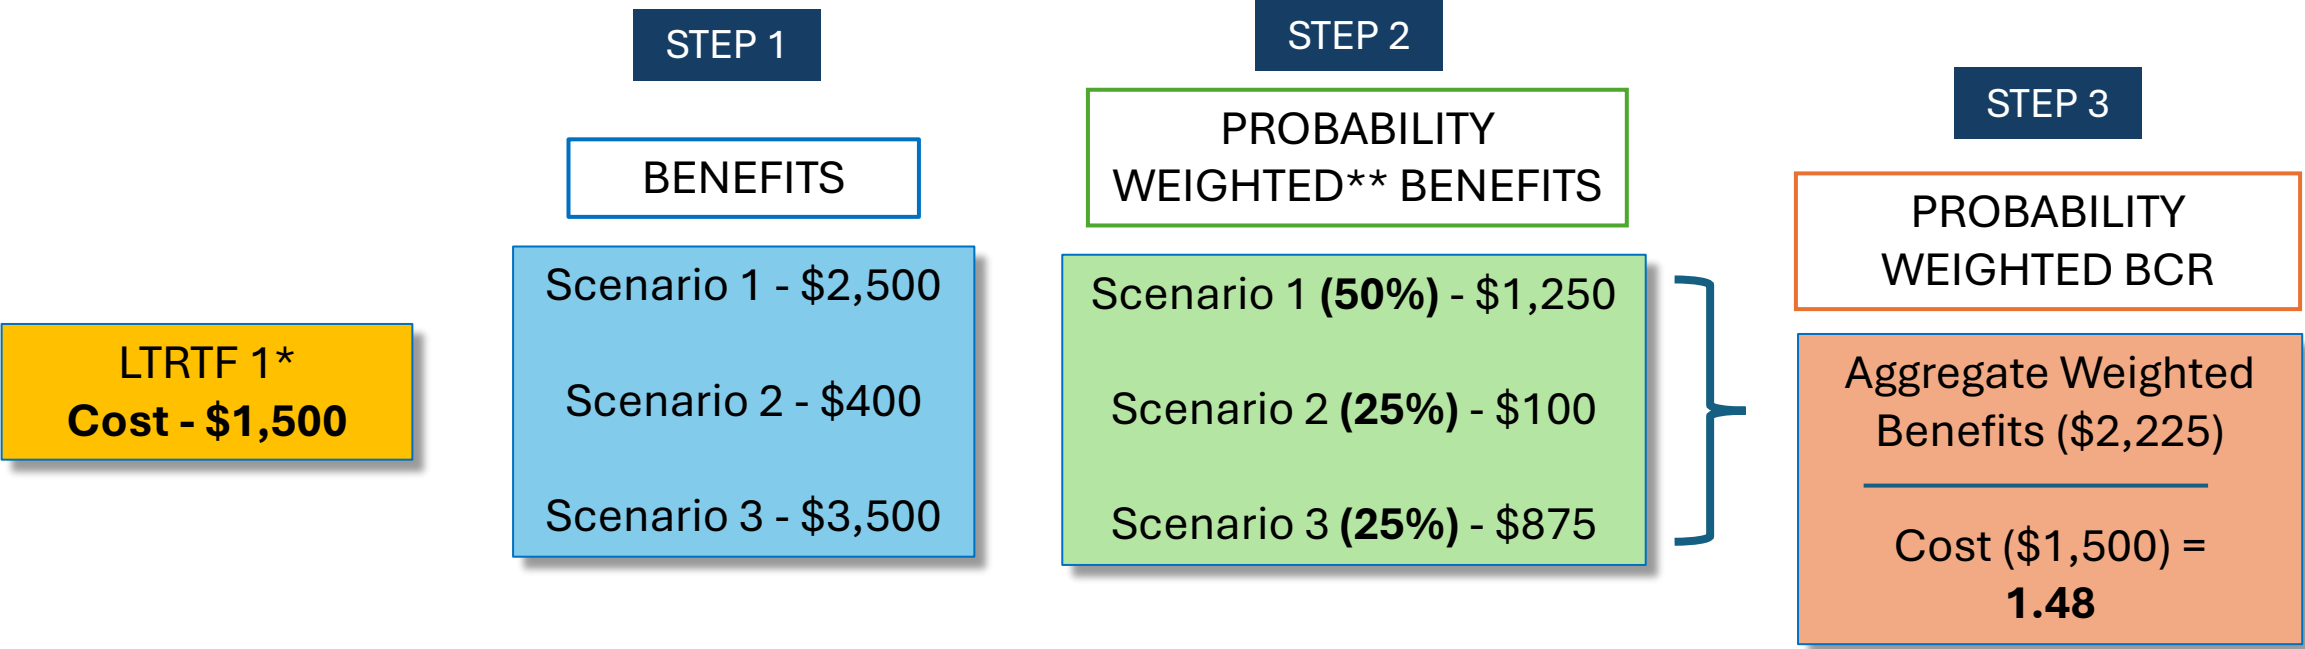 LTRTF 1*
Cost - $1,500
STEP 1
BENEFITS
Scenario 1 - $2,500
Scenario 2 - $400
Scenario 3 - $3,500
STEP 2
PROBABILITY
WEIGHTED** BENEFITS
Scenario 1 (50%) - $1,250
Scenario 2 (25%) - $100
Scenario 3 (25%) - $875
STEP 3
PROBABILITY
WEIGHTED BCR
Aggregate Weighted
Benefits ($2,225)
Cost ($1,500) =
1.48